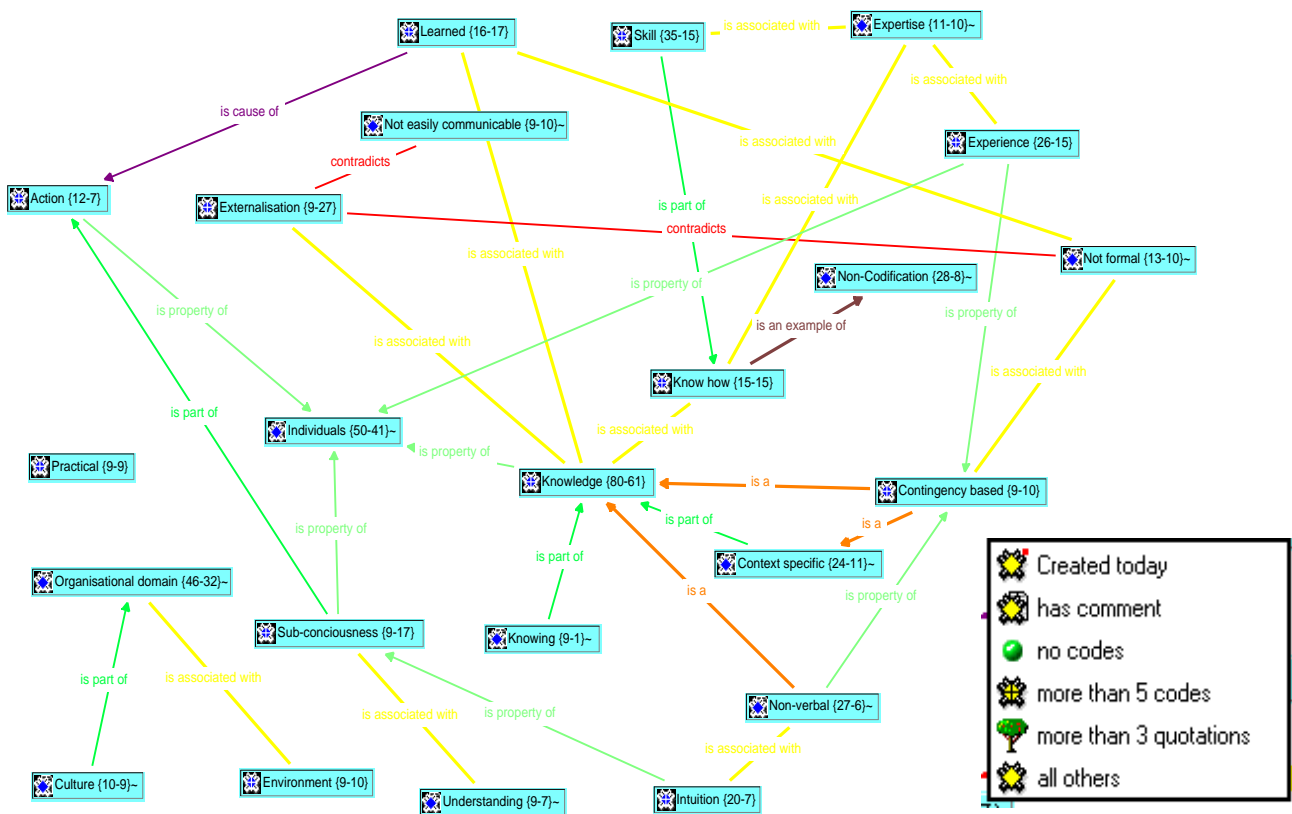 Learned {16-17}
Skill {35-15}
is associated with
Expertise {11-10}~
is associated with
is cause of
Not easily communicable {9-10}~
is associated with
Experience {26-15}
contradicts
Action {12-7}
Externalisation {9-27}
is part of
is associated with
contradicts
is associated with
Not formal {13-10}~
Non-Codification {28-8}~
is property of
is property of
is property of
is an example of
is associated with
is associated with
Know how {15-15}
is part of
Individuals {50-41}~
is associated with
is property of
Practical {9-9}
Knowledge {80-61}
is a
Contingency based {9-10}
is property of
is part of
is a
is part of
Context specific {24-11}~
Organisational domain {46-32}~
is a
is property of
Sub-conciousness {9-17}
Knowing {9-1}~
is part of
is associated with
Non-verbal {27-6}~
is associated with
is property of
is associated with
Culture {10-9}~
Environment {9-10}
Understanding {9-7}~
Intuition {20-7}
Created today
has comment
no codes
more than 5 codes
more than 3 quotations
all others